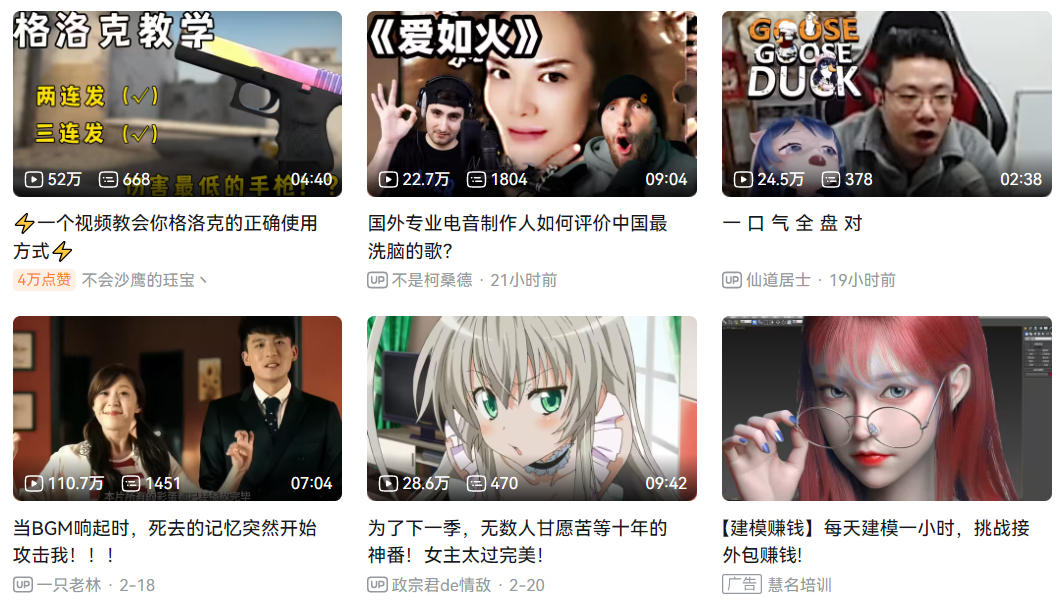 格洛克教学
两连发（✓）
三连发（✓）
伤害最低的手枪！？
52万 668 04:40
⚡一个视频教会你格洛克的正确使用
方式⚡
4万点赞 不会沙鹰的珏宝丶
《爱如火》
22.7万 1804 09:04
国外专业电音制作人如何评价中国最
洗脑的歌？
UP 不是柯桑德 · 21小时前
GOOSE
GOOSE
DUCK
24.5万 378 02:38
一 口 气 全 盘 对
UP 仙道居士 · 19小时前
110.7万 1451 07:04
当BGM响起时，死去的记忆突然开始
攻击我！！！
UP 一只老林 · 2-18
28.6万 470 09:42
为了下一季，无数人甘愿苦等十年的
神番！女主太过完美！
UP 政宗君de情敌 · 2-20
【建模赚钱】每天建模一小时，挑战接
外包赚钱!
广告 慧名培训